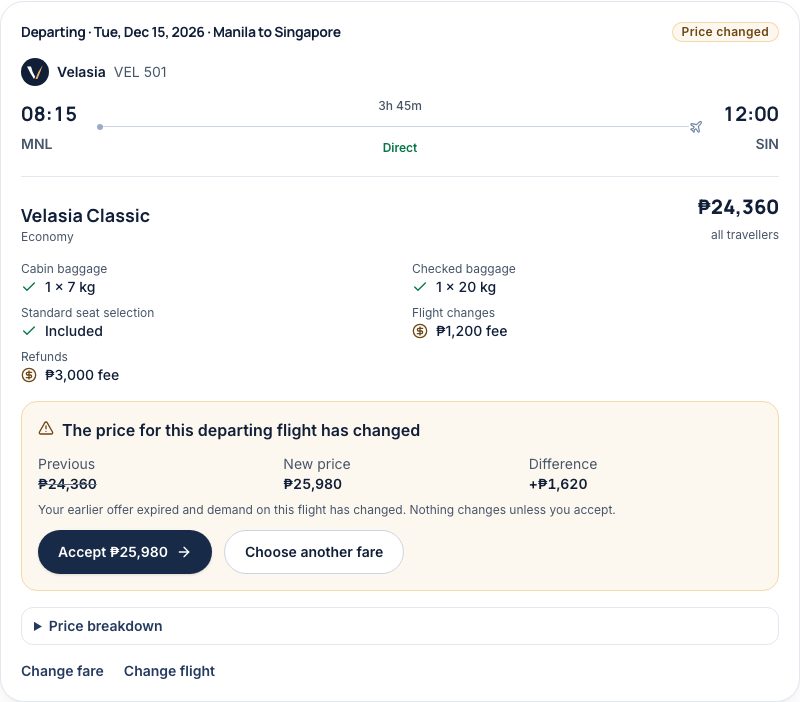 Departing · Tue, Dec 15, 2026 · Manila to Singapore
Price changed
Velasia VEL 501
08:15
3h 45m
12:00
MNL
Direct
SIN
Velasia Classic
₱24,360
Economy
all travellers
Cabin baggage
1 × 7 kg
Checked baggage
1 × 20 kg
Standard seat selection
Included
Flight changes
₱1,200 fee
Refunds
₱3,000 fee
The price for this departing flight has changed
Previous
₱24,360
New price
₱25,980
Difference
+₱1,620
Your earlier offer expired and demand on this flight has changed. Nothing changes unless you accept.
Accept ₱25,980 →
Choose another fare
Price breakdown
Change fare
Change flight